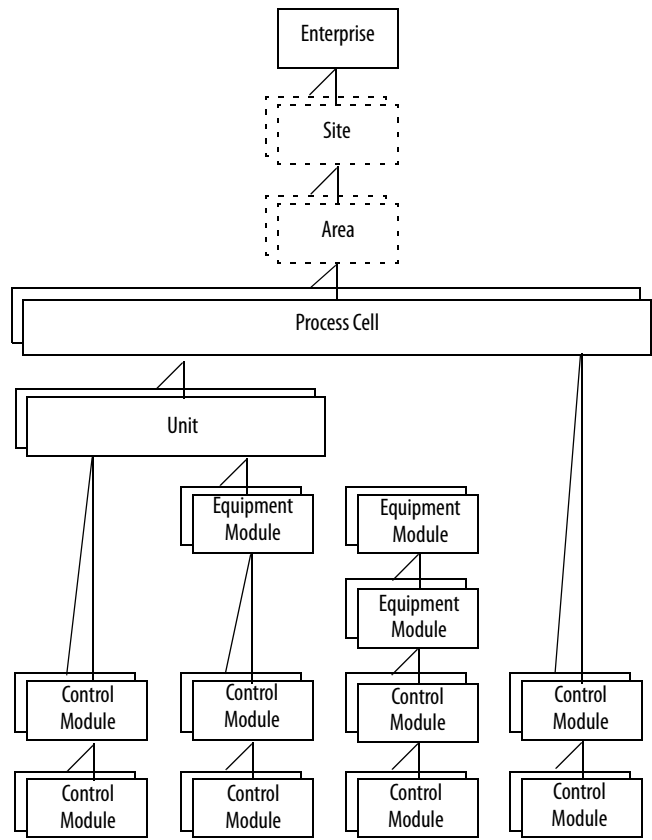 Enterprise
Site
Area
Process Cell
Unit
Equipment
Module
Equipment
Module
Equipment
Module
Control
Module
Control
Module
Control
Module
Control
Module
Control
Module
Control
Module
Control
Module
Control
Module